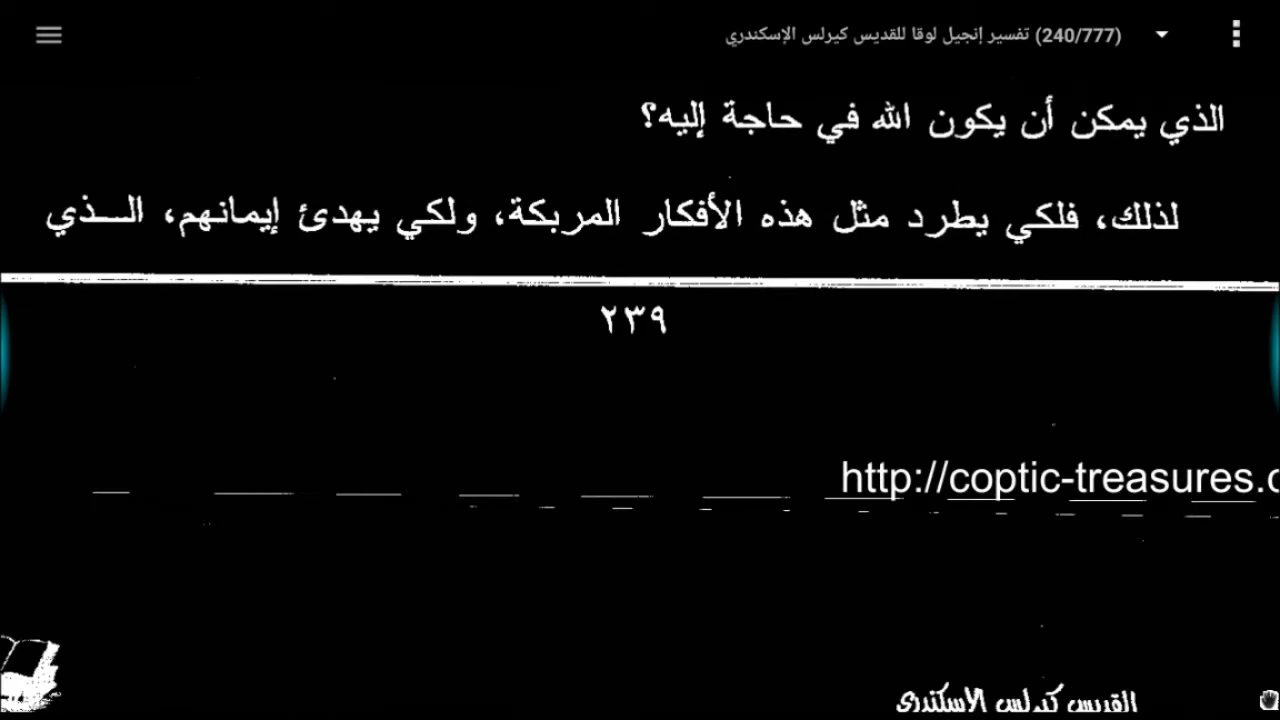 تفسير إنجيل لوقا للقديس كيرلس الإسكندري (240/777)
الذي يمكن أن يكون الله في حاجة إليه؟
لذلك، فلكي يطرد مثل هذه الأفكار المربكة، ولكي يهدئ إيمانهم، الـــذي
٢٣٩
http://coptic-treasures.c
القديس كيرلس الاسكندرى